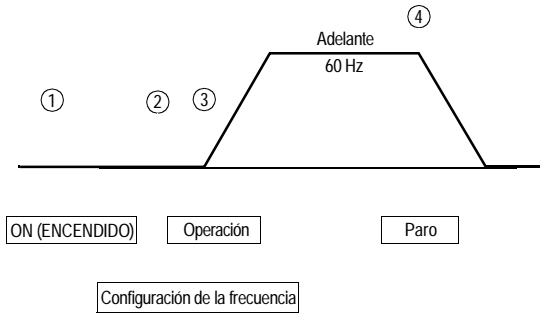 ④
Adelante
60 Hz
① ② ③
ON (ENCENDIDO) Operación Paro
Configuración de la frecuencia